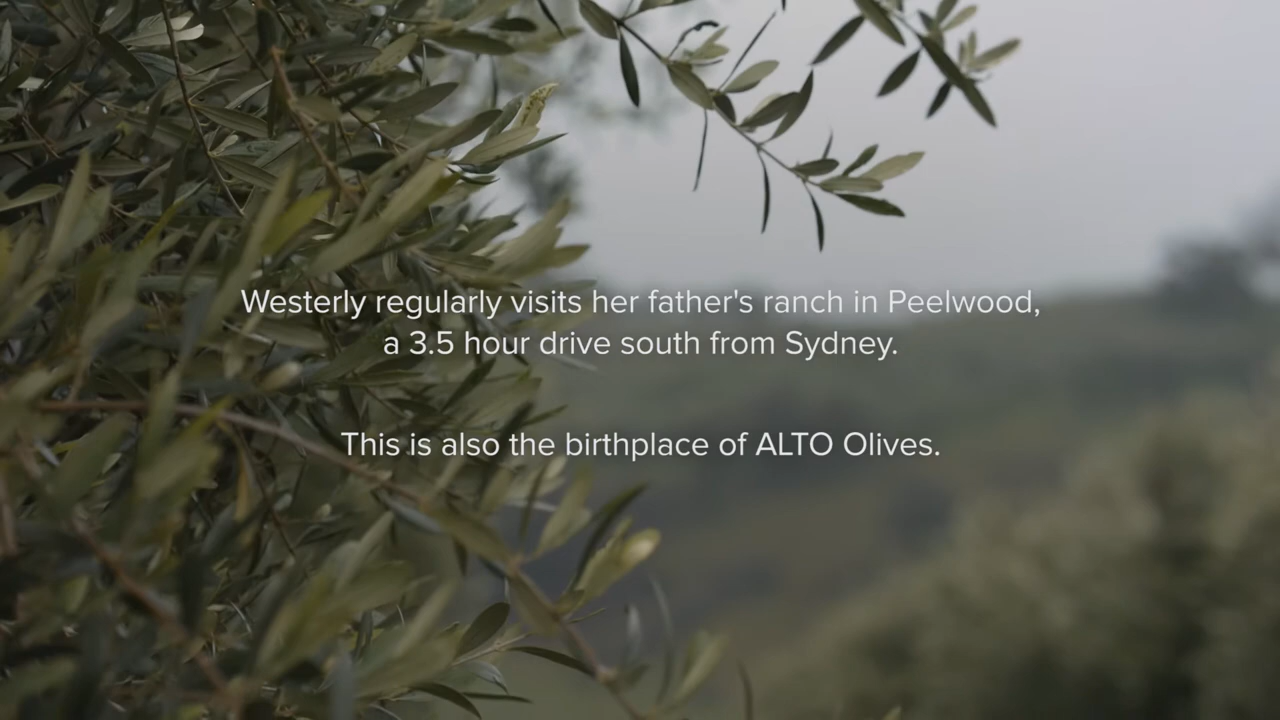 Westerly regularly visits her father's ranch in Peelwood,
a 3.5 hour drive south from Sydney.
This is also the birthplace of ALTO Olives.